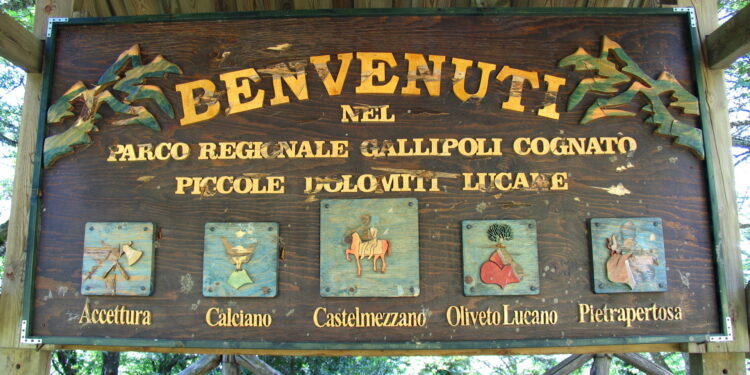 BENVENUTI
NEL
PARCO REGIONALE GALLIPOLI COGNATO
PICCOLE DOLOMITI LUCANE
Accettura Calciano Castelmezzano Oliveto Lucano Pietrapertosa